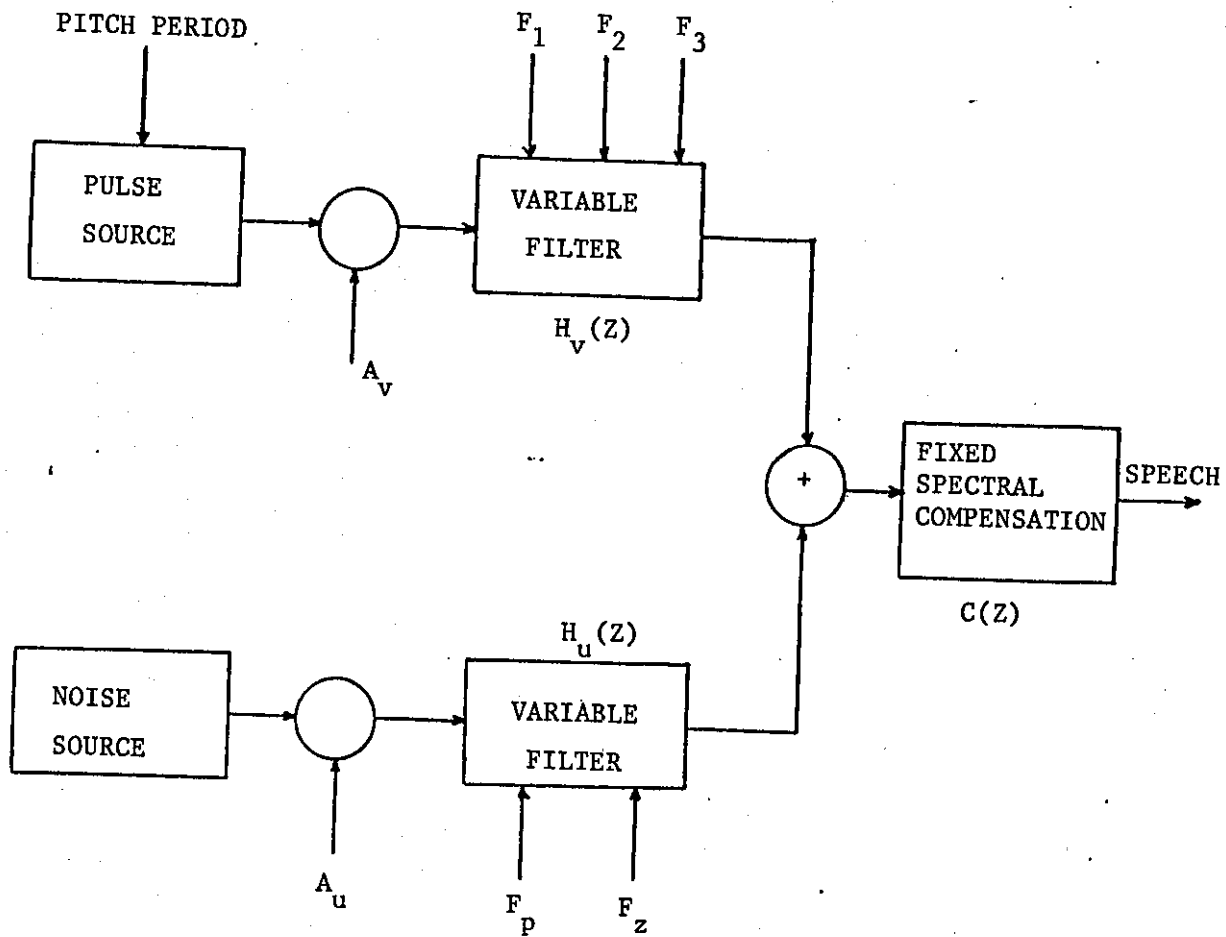 PITCH PERIOD
F1
F2
F3
PULSE
SOURCE
VARIABLE
FILTER
Hv(Z)
Av
+
FIXED
SPECTRAL
COMPENSATION
SPEECH
C(Z)
Hu(Z)
NOISE
SOURCE
VARIABLE
FILTER
Au
Fp
Fz